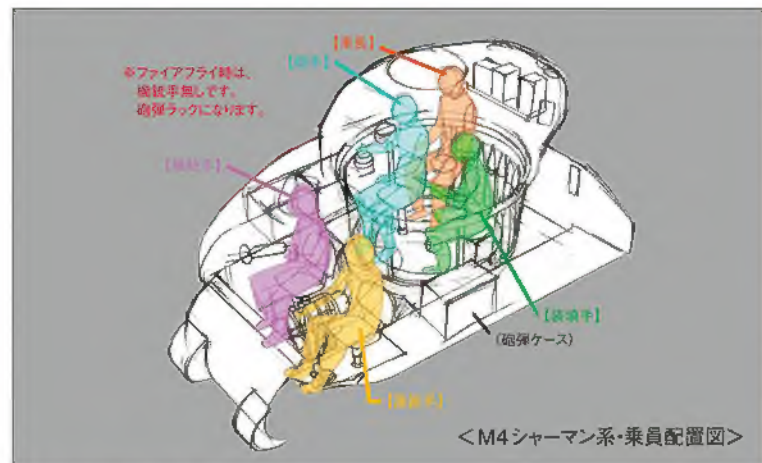 【車長】
【砲手】
※ファイアフライ時は、
機銃手無しです。
砲弾ラックになります。
【機銃手】
【装填手】
(砲弾ケース)
【操縦手】
＜M4シャーマン系・乗員配置図＞